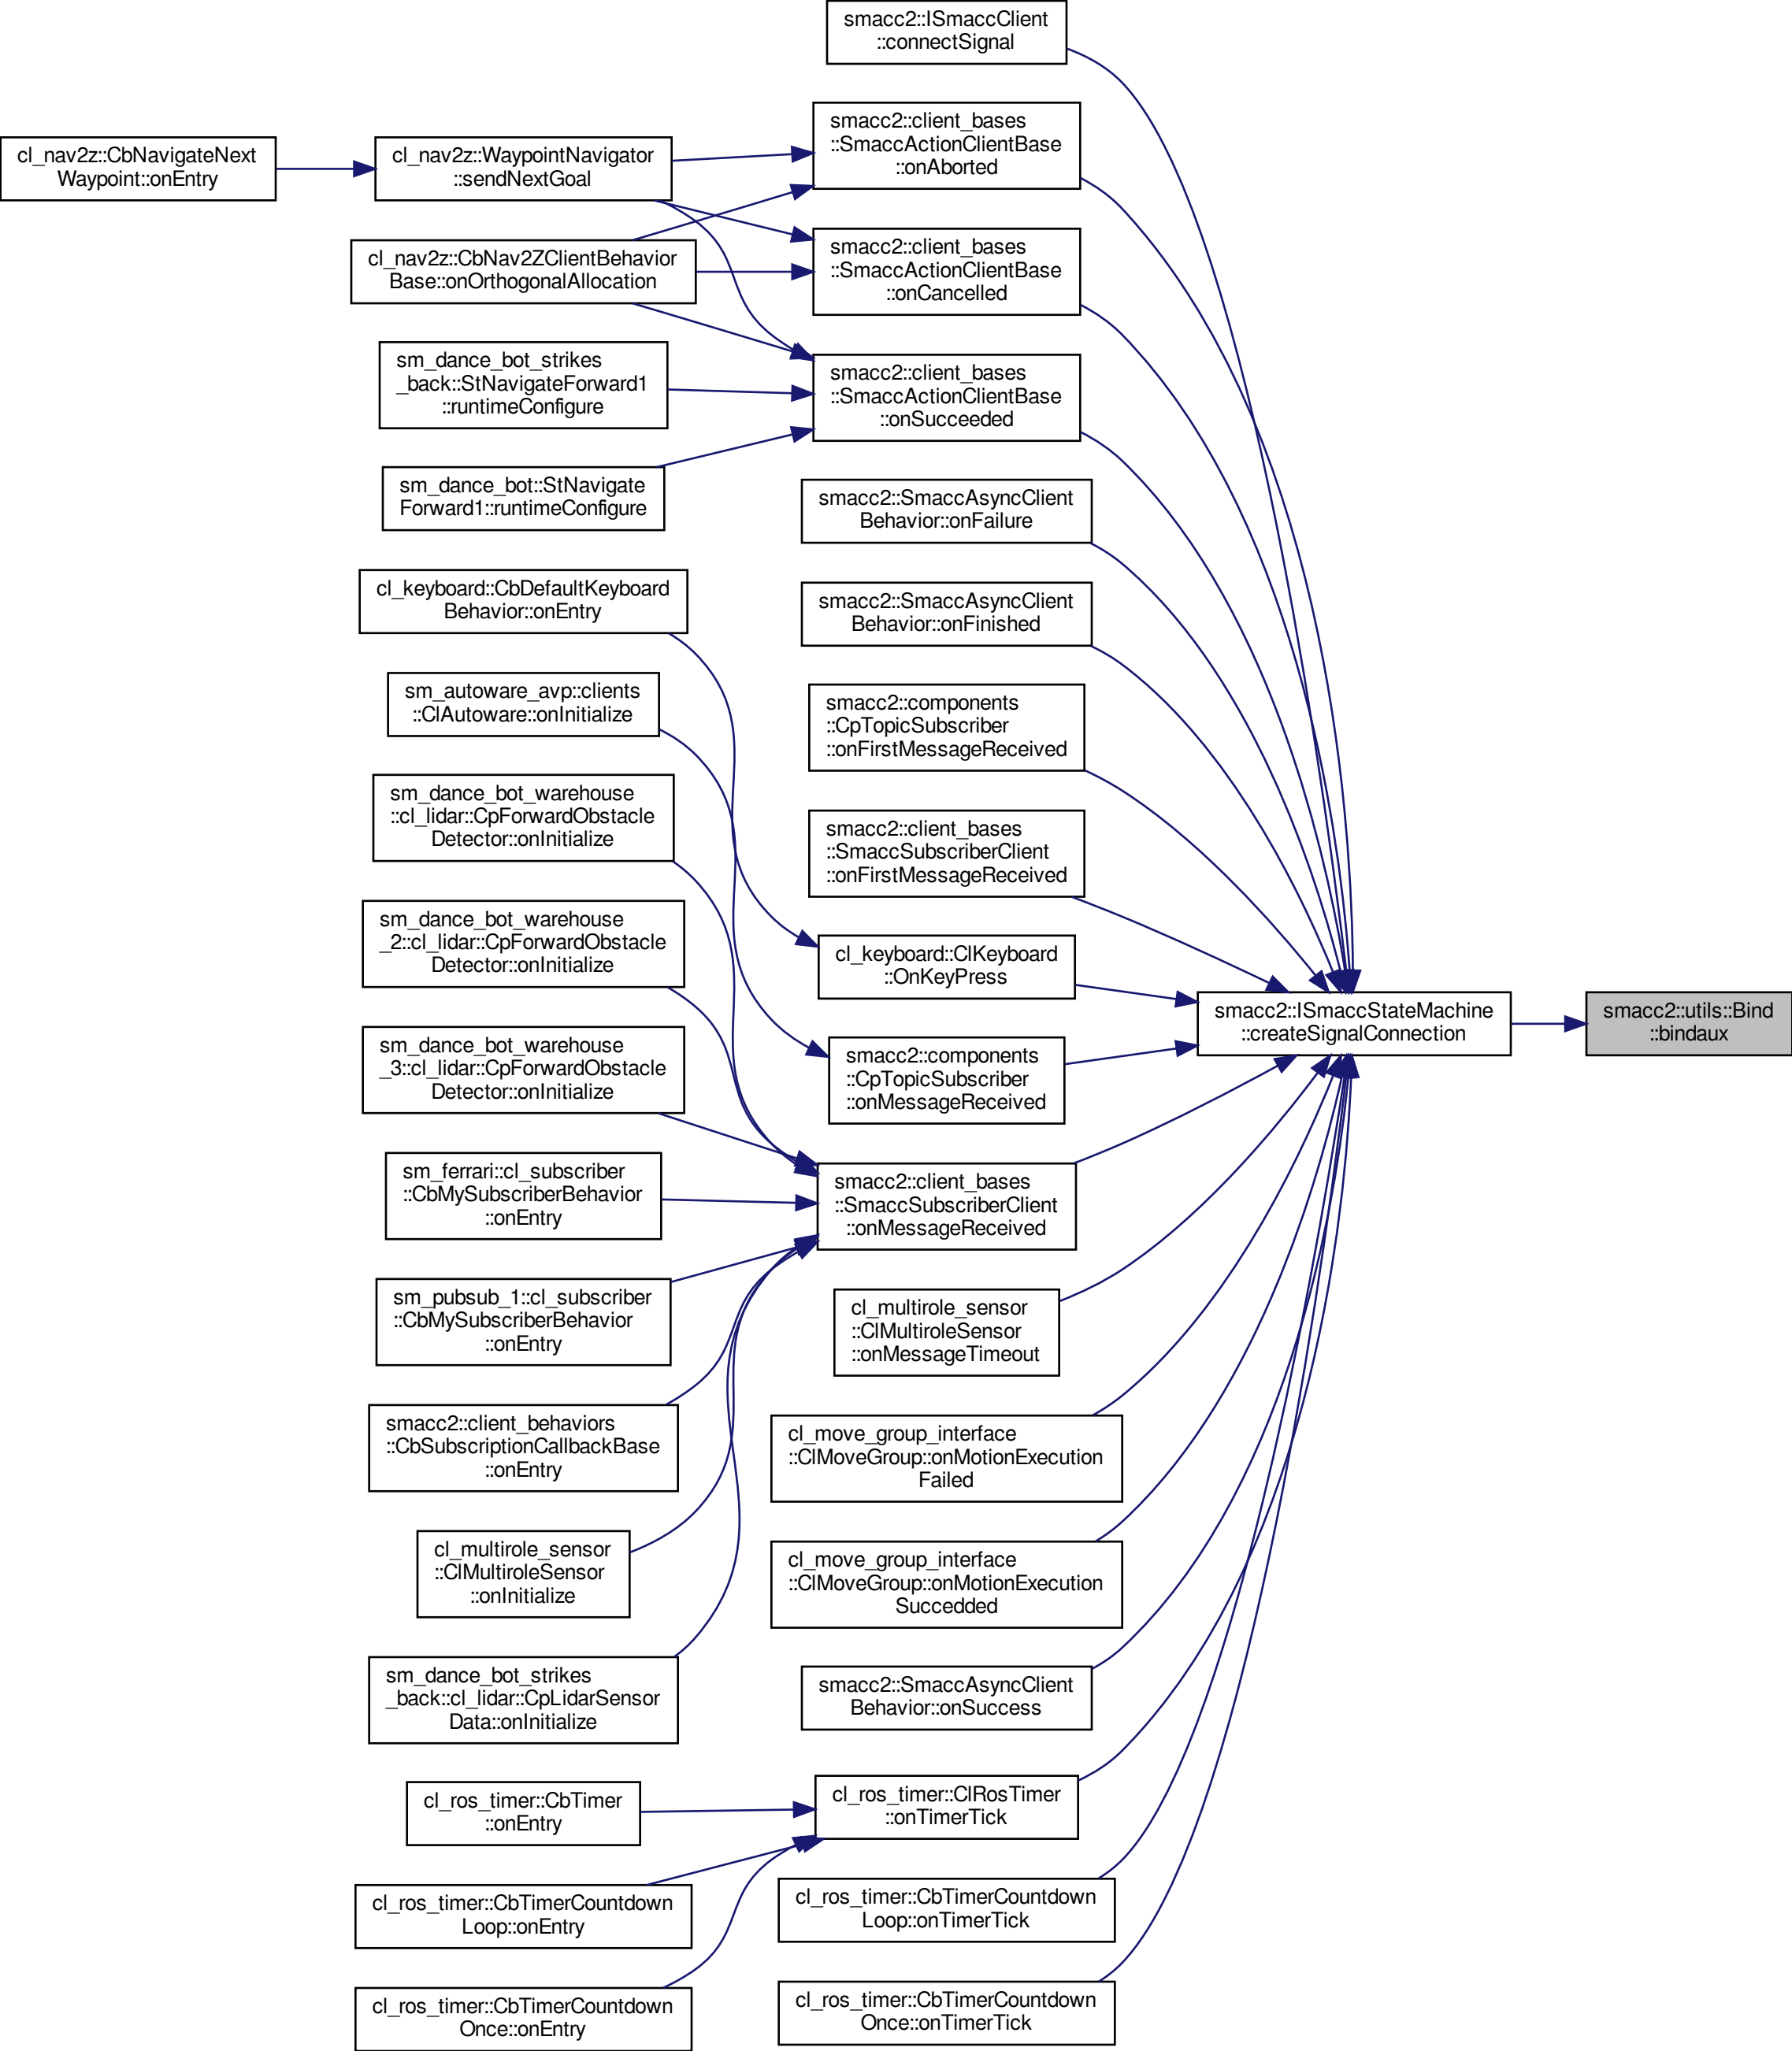 smacc2::ISmaccClient
::connectSignal
smacc2::client_bases
::SmaccActionClientBase
::onAborted
cl_nav2z::CbNavigateNext
Waypoint::onEntry
cl_nav2z::WaypointNavigator
::sendNextGoal
smacc2::client_bases
::SmaccActionClientBase
::onCancelled
cl_nav2z::CbNav2ZClientBehavior
Base::onOrthogonalAllocation
sm_dance_bot_strikes
_back::StNavigateForward1
::runtimeConfigure
smacc2::client_bases
::SmaccActionClientBase
::onSucceeded
sm_dance_bot::StNavigate
Forward1::runtimeConfigure
smacc2::SmaccAsyncClient
Behavior::onFailure
cl_keyboard::CbDefaultKeyboard
Behavior::onEntry
smacc2::SmaccAsyncClient
Behavior::onFinished
sm_autoware_avp::clients
::ClAutoware::onInitialize
smacc2::components
::CpTopicSubscriber
::onFirstMessageReceived
sm_dance_bot_warehouse
::cl_lidar::CpForwardObstacle
Detector::onInitialize
smacc2::client_bases
::SmaccSubscriberClient
::onFirstMessageReceived
sm_dance_bot_warehouse
_2::cl_lidar::CpForwardObstacle
Detector::onInitialize
cl_keyboard::ClKeyboard
::OnKeyPress
smacc2::ISmaccStateMachine
::createSignalConnection
smacc2::utils::Bind
::bindaux
sm_dance_bot_warehouse
_3::cl_lidar::CpForwardObstacle
Detector::onInitialize
smacc2::components
::CpTopicSubscriber
::onMessageReceived
sm_ferrari::cl_subscriber
::CbMySubscriberBehavior
::onEntry
smacc2::client_bases
::SmaccSubscriberClient
::onMessageReceived
sm_pubsub_1::cl_subscriber
::CbMySubscriberBehavior
::onEntry
cl_multirole_sensor
::ClMultiroleSensor
::onMessageTimeout
smacc2::client_behaviors
::CbSubscriptionCallbackBase
::onEntry
cl_move_group_interface
::ClMoveGroup::onMotionExecution
Failed
cl_multirole_sensor
::ClMultiroleSensor
::onInitialize
cl_move_group_interface
::ClMoveGroup::onMotionExecution
Succedded
sm_dance_bot_strikes
_back::cl_lidar::CpLidarSensor
Data::onInitialize
smacc2::SmaccAsyncClient
Behavior::onSuccess
cl_ros_timer::CbTimer
::onEntry
cl_ros_timer::ClRosTimer
::onTimerTick
cl_ros_timer::CbTimerCountdown
Loop::onEntry
cl_ros_timer::CbTimerCountdown
Loop::onTimerTick
cl_ros_timer::CbTimerCountdown
Once::onEntry
cl_ros_timer::CbTimerCountdown
Once::onTimerTick